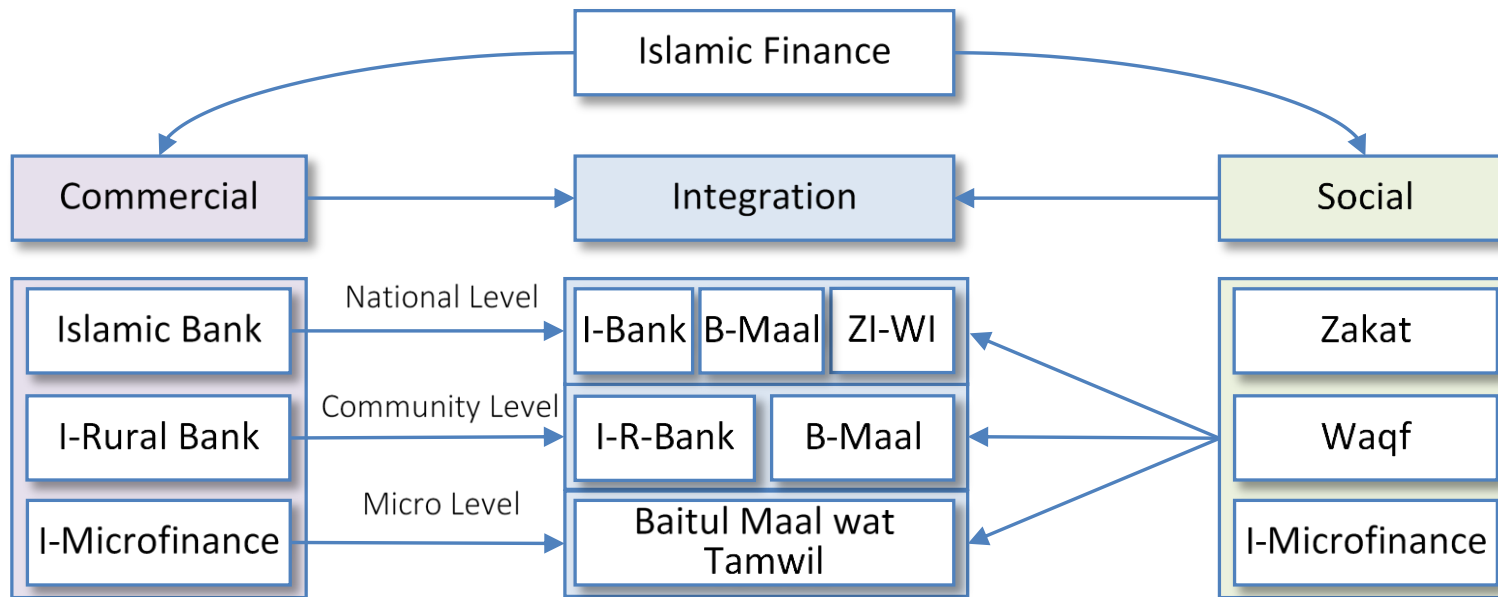 Islamic Finance
Commercial
Integration
Social
National Level
Islamic Bank
I-Bank
B-Maal
ZI-WI
Zakat
Community Level
I-Rural Bank
I-R-Bank
B-Maal
Waqf
Micro Level
I-Microfinance
Baitul Maal wat
Tamwil
I-Microfinance